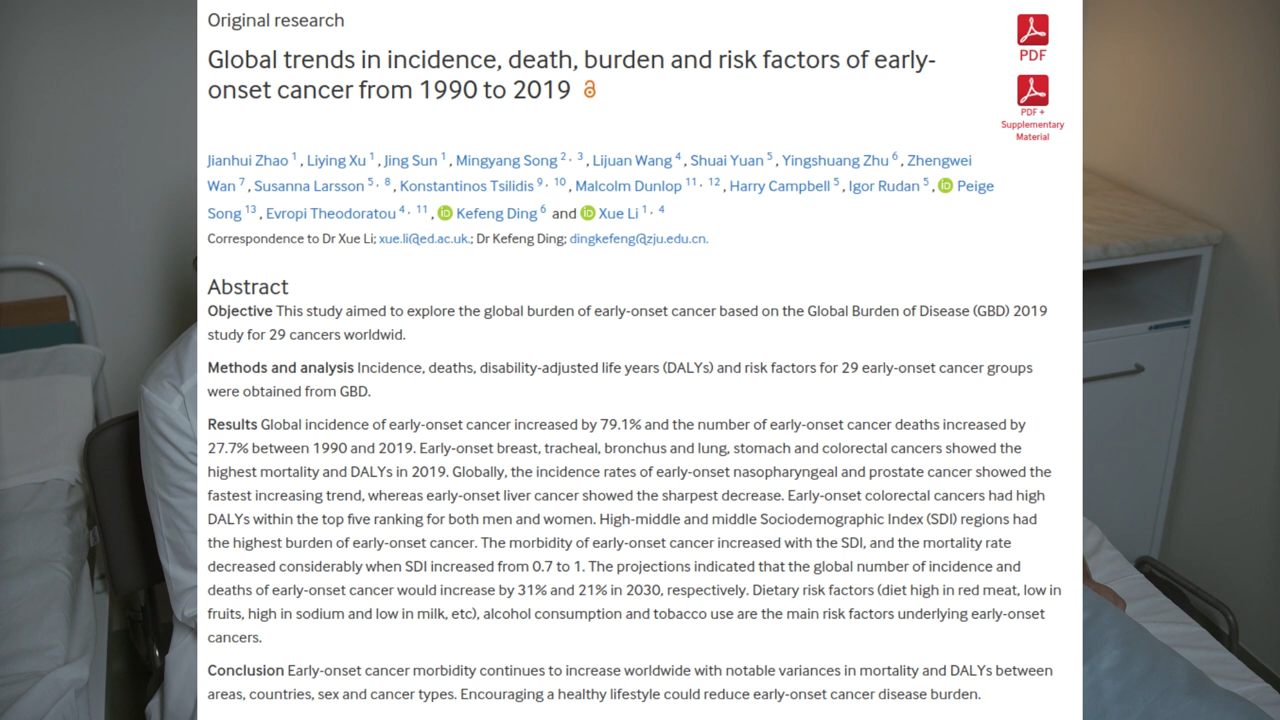 Original research
PDF
PDF +
Supplementary
Material
Global trends in incidence, death, burden and risk factors of early-
onset cancer from 1990 to 2019
Jianhui Zhao 1, Liying Xu 1, Jing Sun 1, Mingyang Song 2, 3, Lijuan Wang 4, Shuai Yuan 5, Yingshuang Zhu 6, Zhengwei
Wan 7, Susanna Larsson 5, 8, Konstantinos Tsilidis 9, 10, Malcolm Dunlop 11, 12, Harry Campbell 5, Igor Rudan 5, iD Peige
Song 13, Evropi Theodoratou 4, 11, iD Kefeng Ding 6 and iD Xue Li 1, 4
Correspondence to Dr Xue Li; xue.li@ed.ac.uk.; Dr Kefeng Ding; dingkefeng@zju.edu.cn.
Abstract
Objective This study aimed to explore the global burden of early-onset cancer based on the Global Burden of Disease (GBD) 2019
study for 29 cancers worldwid.
Methods and analysis Incidence, deaths, disability-adjusted life years (DALYs) and risk factors for 29 early-onset cancer groups
were obtained from GBD.
Results Global incidence of early-onset cancer increased by 79.1% and the number of early-onset cancer deaths increased by
27.7% between 1990 and 2019. Early-onset breast, tracheal, bronchus and lung, stomach and colorectal cancers showed the
highest mortality and DALYs in 2019. Globally, the incidence rates of early-onset nasopharyngeal and prostate cancer showed the
fastest increasing trend, whereas early-onset liver cancer showed the sharpest decrease. Early-onset colorectal cancers had high
DALYs within the top five ranking for both men and women. High-middle and middle Sociodemographic Index (SDI) regions had
the highest burden of early-onset cancer. The morbidity of early-onset cancer increased with the SDI, and the mortality rate
decreased considerably when SDI increased from 0.7 to 1. The projections indicated that the global number of incidence and
deaths of early-onset cancer would increase by 31% and 21% in 2030, respectively. Dietary risk factors (diet high in red meat, low in
fruits, high in sodium and low in milk, etc), alcohol consumption and tobacco use are the main risk factors underlying early-onset
cancers.
Conclusion Early-onset cancer morbidity continues to increase worldwide with notable variances in mortality and DALYs between
areas, countries, sex and cancer types. Encouraging a healthy lifestyle could reduce early-onset cancer disease burden.